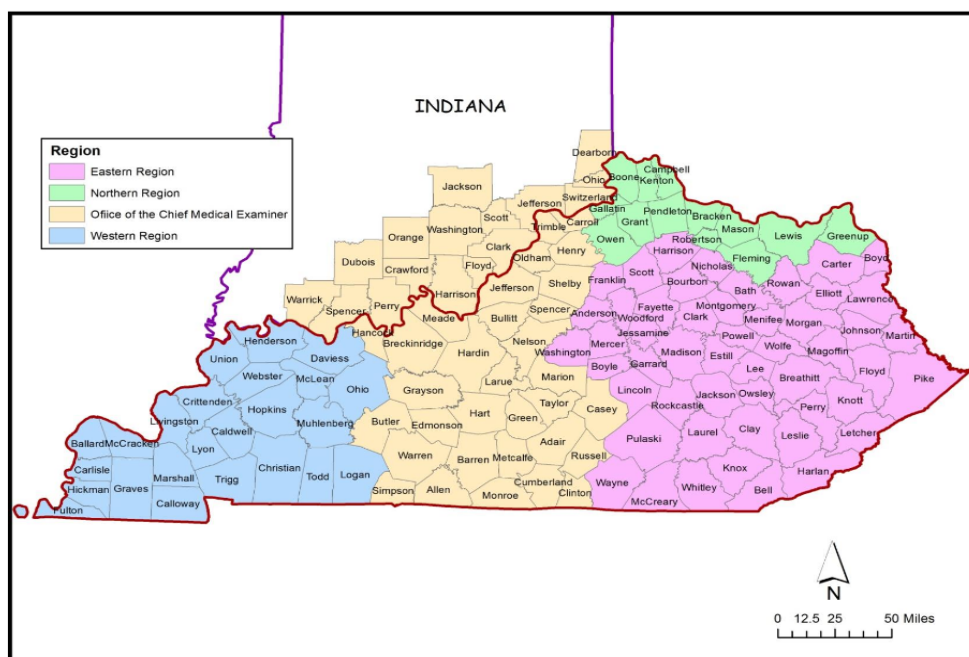 INDIANA
Region
Eastern Region
Northern Region
Office of the Chief Medical Examiner
Western Region
Dearborn
Ohio
Switzerland
Jefferson
Jackson
Scott
Washington
Orange
Clark
Dubois
Crawford
Floyd
Harrison
Warrick
Spencer
Perry
Boone
Campbell
Kenton
Gallatin
Grant
Pendleton
Bracken
Mason
Owen
Robertson
Lewis
Greenup
Fleming
Trimble
Carroll
Oldham
Henry
Jefferson
Shelby
Spencer
Bullitt
Meade
Hancock
Breckinridge
Hardin
Nelson
Grayson
Larue
Marion
Hart
Green
Taylor
Casey
Butler
Edmonson
Adair
Warren
Barren
Metcalfe
Russell
Simpson
Allen
Monroe
Cumberland
Clinton
Henderson
Union
Daviess
Webster
McLean
Ohio
Crittenden
Hopkins
Livingston
Muhlenberg
Caldwell
Lyon
Ballard
McCracken
Carlisle
Marshall
Trigg
Christian
Todd
Logan
Hickman
Graves
Calloway
Fulton
Harrison
Scott
Nicholas
Franklin
Bourbon
Bath
Rowan
Carter
Boyd
Elliott
Lawrence
Anderson
Fayette
Woodford
Montgomery
Clark
Menifee
Morgan
Johnson
Martin
Washington
Mercer
Jessamine
Powell
Wolfe
Magoffin
Boyle
Garrard
Madison
Estill
Lee
Breathitt
Floyd
Pike
Lincoln
Rockcastle
Jackson
Owsley
Perry
Knott
Pulaski
Laurel
Clay
Leslie
Letcher
Wayne
McCreary
Whitley
Knox
Bell
Harlan
N
0 12.5 25 50 Miles